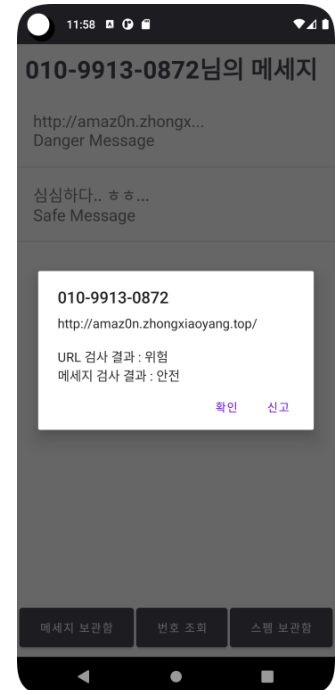 11:58
010-9913-0872님의 메세지
http://amaz0n.zhongx...
Danger Message
심심하다.. ㅎㅎ...
Safe Message
010-9913-0872
http://amaz0n.zhongxiaoyang.top/
URL 검사 결과 : 위험
메세지 검사 결과 : 안전
확인 신고
메세지 보관함 번호 조회 스펨 보관함